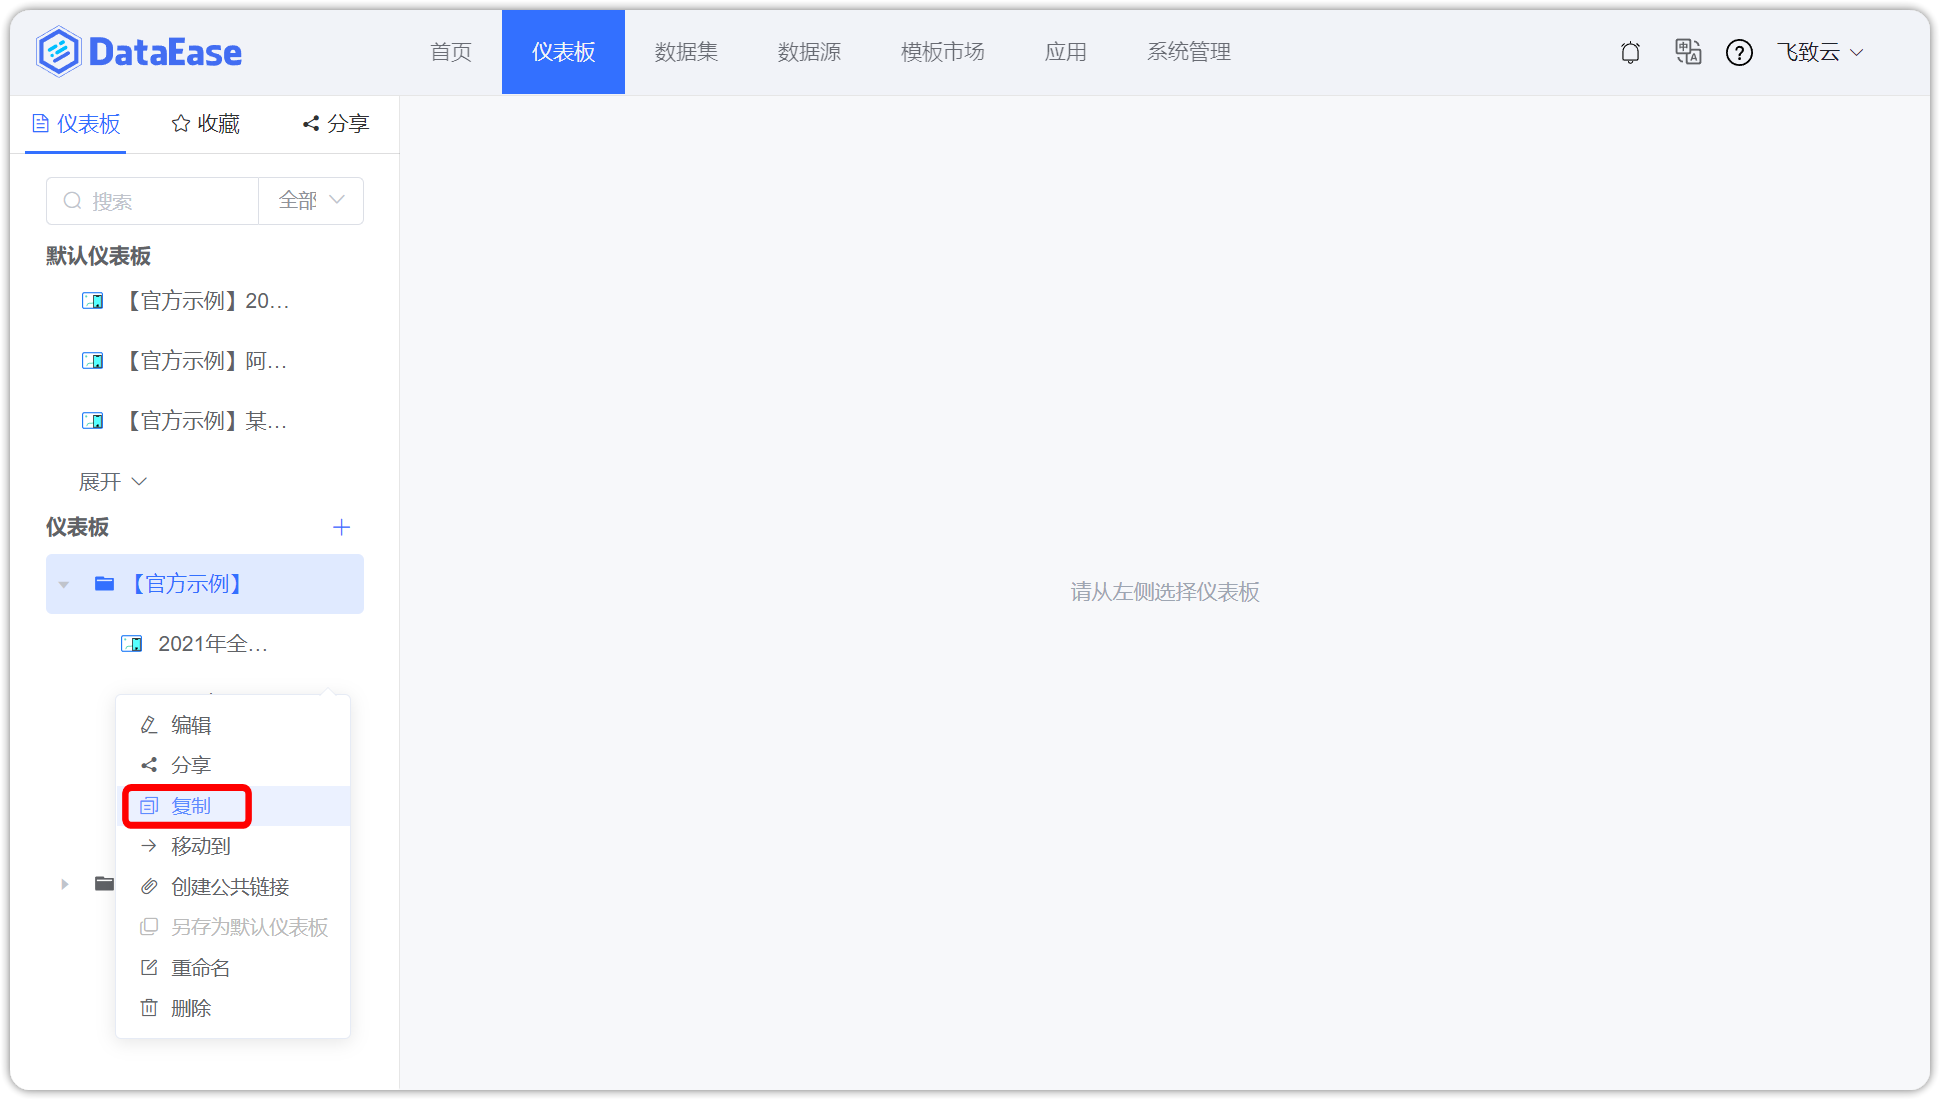 DataEase
首页
仪表板
数据集
数据源
模板市场
应用
系统管理
飞致云
仪表板
收藏
分享
搜索
全部
默认仪表板
【官方示例】20...
【官方示例】阿...
【官方示例】某...
展开
仪表板
【官方示例】
2021年全...
编辑
分享
复制
移动到
创建公共链接
另存为默认仪表板
重命名
删除
请从左侧选择仪表板